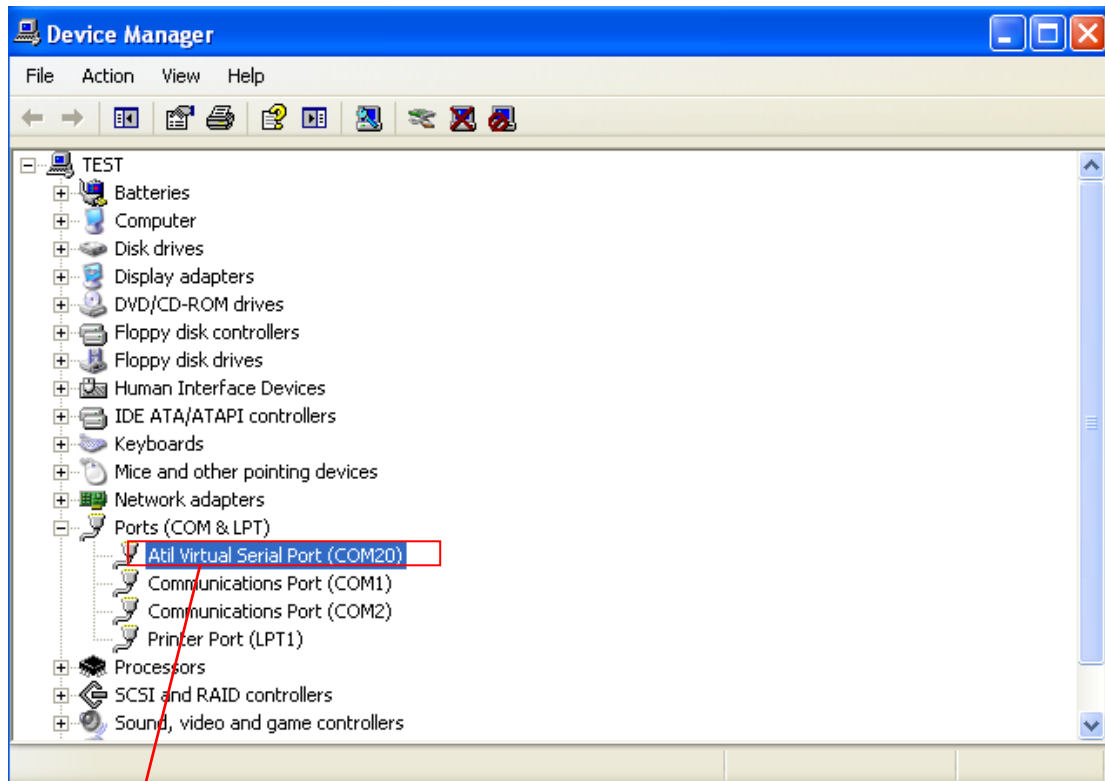 Device Manager
File Action View Help
TEST
Batteries
Computer
Disk drives
Display adapters
DVD/CD-ROM drives
Floppy disk controllers
Floppy disk drives
Human Interface Devices
IDE ATA/ATAPI controllers
Keyboards
Mice and other pointing devices
Network adapters
Ports (COM & LPT)
Atil Virtual Serial Port (COM20)
Communications Port (COM1)
Communications Port (COM2)
Printer Port (LPT1)
Processors
SCSI and RAID controllers
Sound, video and game controllers